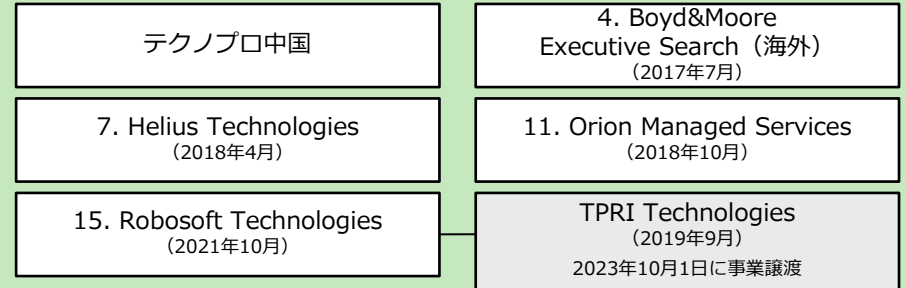 テクノプロ中国
4. Boyd&Moore
Executive Search（海外）
（2017年7月）
7. Helius Technologies
（2018年4月）
11. Orion Managed Services
（2018年10月）
15. Robosoft Technologies
（2021年10月）
TPRI Technologies
（2019年9月）
2023年10月1日に事業譲渡